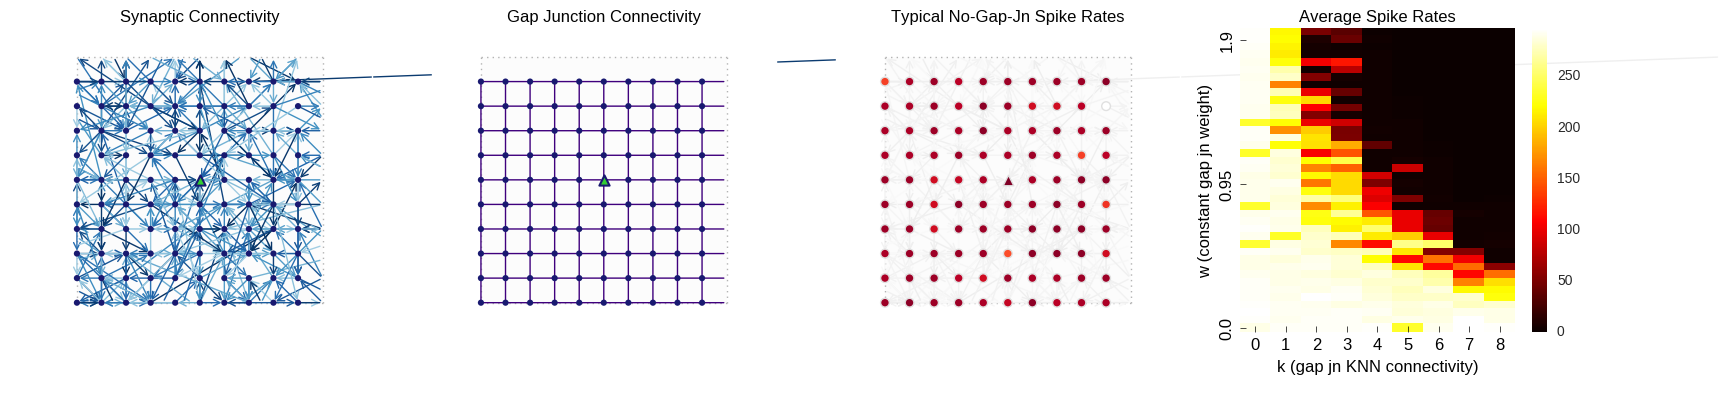 Synaptic Connectivity
Gap Junction Connectivity
Typical No-Gap-Jn Spike Rates
Average Spike Rates
w (constant gap jn weight)
1.9
0.95
0.0
0 1 2 3 4 5 6 7 8
k (gap jn KNN connectivity)
250
200
150
100
50
0